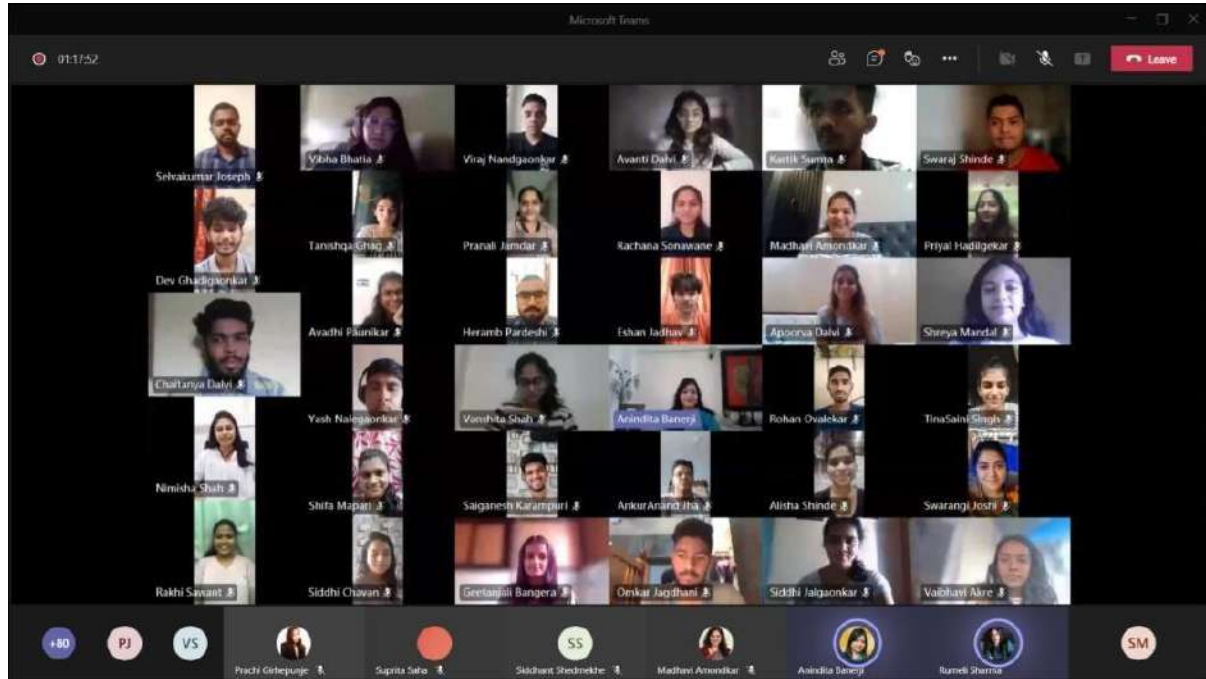 Microsoft Teams
01:17:52
Leave
Selvakumar Joseph
Vibha Bhatia
Viraj Nandgaonkar
Avanti Dalvi
Kartik Surma
Swaraj Shinde
Dev Ghadigaonkar
Tanishqa Ghag
Pranali Jamdar
Rachana Sonawane
Madhavi Amondkar
Priyal Hadilgekar
Chaitanya Dalvi
Avadhi Paunikar
Heramb Pardeshi
Eshan Jadhav
Apoorva Dalvi
Shreya Mandal
Nimisha Shah
Yash Nalegaonkar
Vanshita Shah
Anindita Banerji
Rohan Ovalekar
TinaSaini Singh
Shifa Mapari
Saiganesh Karampuri
AnkurAnand Jha
Alisha Shinde
Swarangi Joshi
Rakhi Sawant
Siddhi Chavan
Geetanjali Bangera
Omkar Jagdhani
Siddhi Jalgaonkar
Vaibhavi Akre
+80
PJ
VS
Prachi Girhepunje
Suprita Saha
SS
Siddhant Shedmekhe
Madhavi Amondkar
Anindita Banerji
Rumeli Sharma
SM